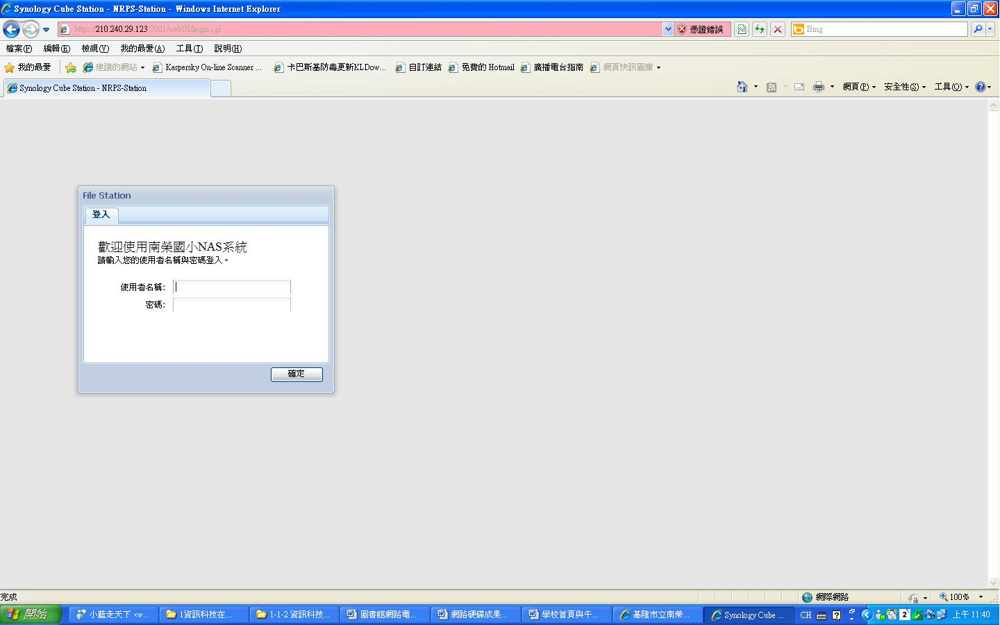 Synology Cube Station - NRPS-Station - Windows Internet Explorer
https://210.240.29.123:7001/webUI/login.cgi
憑證錯誤
Bing
檔案(F) 編輯(E) 檢視(V) 我的最愛(A) 工具(T) 說明(H)
我的最愛 建議的網站 Kaspersky On-line Scanner ... 卡巴斯基防毒更新KLDow... 自訂連結 免費的 Hotmail 廣播電台指南 網頁快訊圖庫
Synology Cube Station - NRPS-Station
網頁(P) 安全性(S) 工具(O)
File Station
登入
歡迎使用南榮國小NAS系統
請輸入您的使用者名稱與密碼登入。
使用者名稱:
密碼:
確定
完成
網際網路
100%
開始 小藍走天下 <w... 1資訊科技在... 1-1-2 資訊科技... 圖書館網路電... 網路硬碟成果... 學校首頁與午... 基隆市立南榮... Synology Cube ... CH 2 上午 11:40